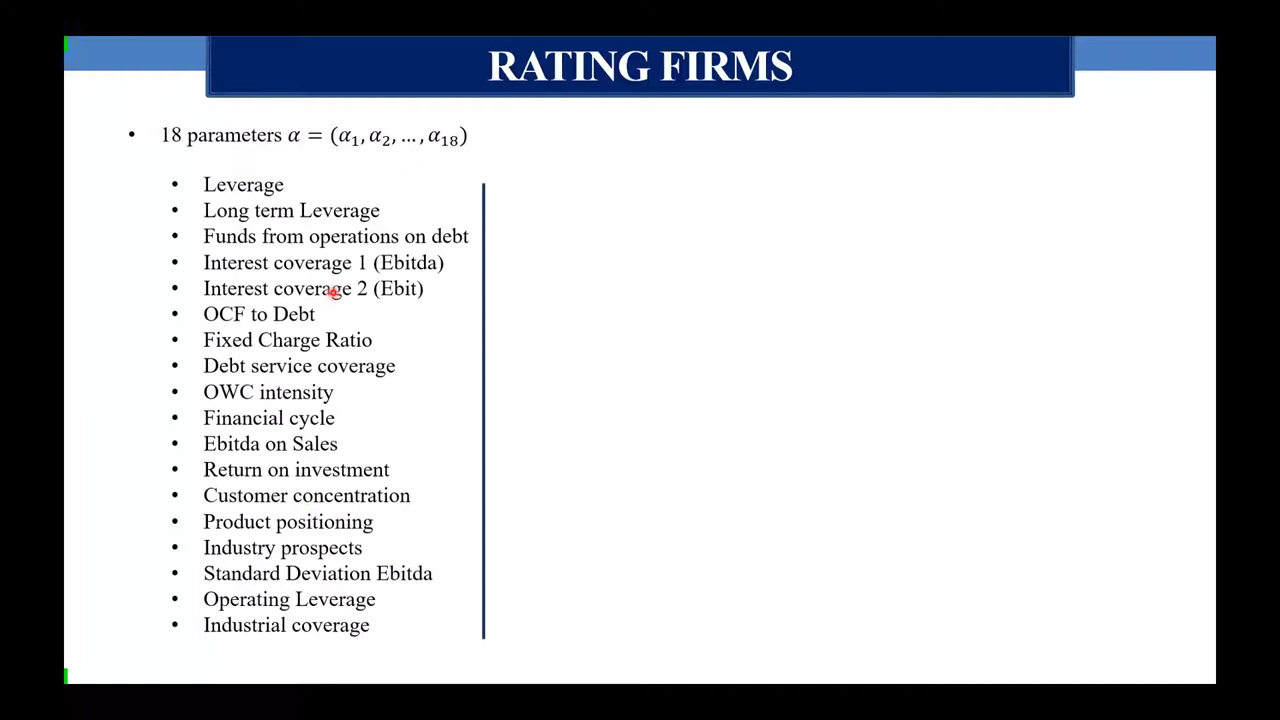 RATING FIRMS
• 18 parameters 𝛼 = (𝛼₁, 𝛼₂, … , 𝛼₁₈)
• Leverage
• Long term Leverage
• Funds from operations on debt
• Interest coverage 1 (Ebitda)
• Interest coverage 2 (Ebit)
• OCF to Debt
• Fixed Charge Ratio
• Debt service coverage
• OWC intensity
• Financial cycle
• Ebitda on Sales
• Return on investment
• Customer concentration
• Product positioning
• Industry prospects
• Standard Deviation Ebitda
• Operating Leverage
• Industrial coverage